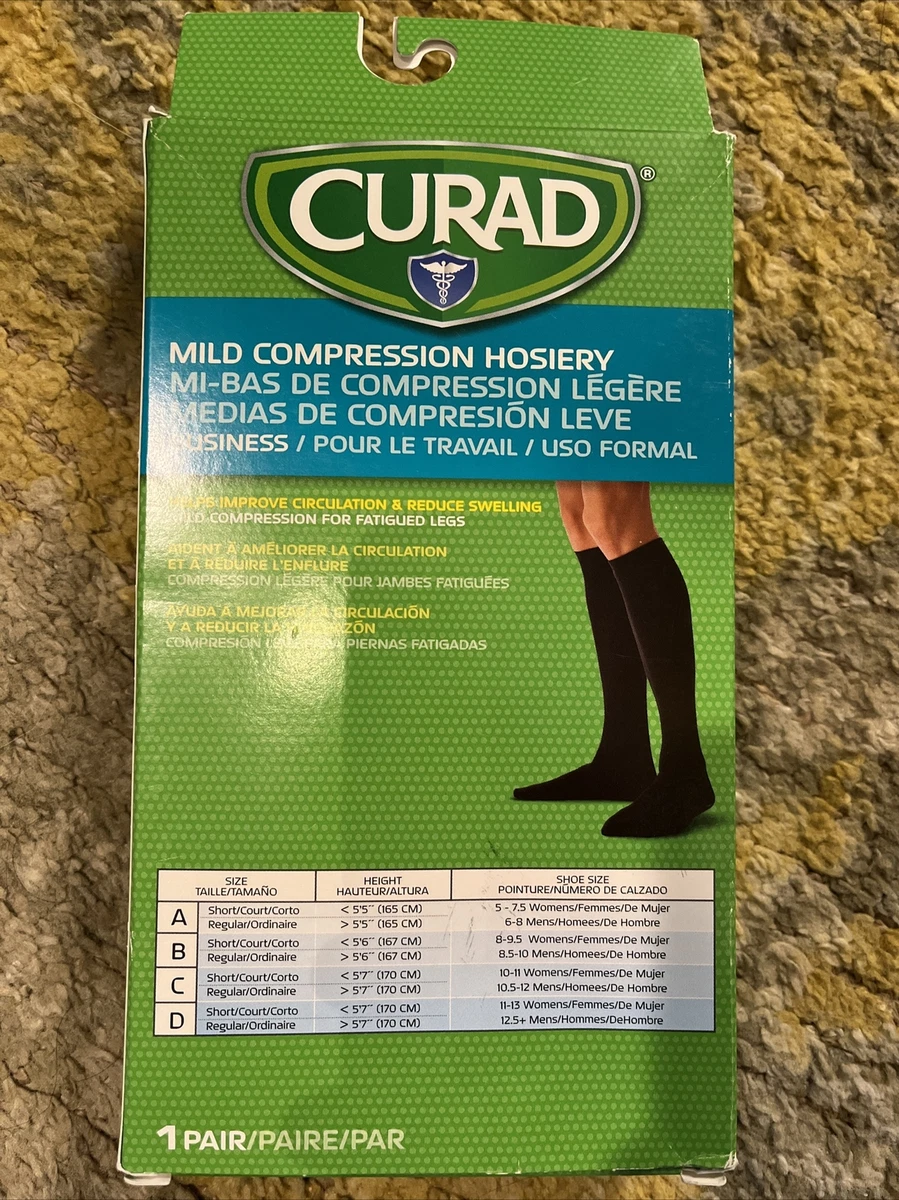 CURAD®
MILD COMPRESSION HOSIERY
MI-BAS DE COMPRESSION LÉGÈRE
MEDIAS DE COMPRESIÓN LEVE
BUSINESS / POUR LE TRAVAIL / USO FORMAL
HELPS IMPROVE CIRCULATION & REDUCE SWELLING
MILD COMPRESSION FOR FATIGUED LEGS
AIDENT À AMÉLIORER LA CIRCULATION
ET À RÉDUIRE L'ENFLURE
COMPRESSION LÉGÈRE POUR JAMBES FATIGUÉES
AYUDA A MEJORAR LA CIRCULACIÓN
Y A REDUCIR LA HINCHAZÓN
COMPRESIÓN LEVE PARA PIERNAS FATIGADAS
SIZE HEIGHT SHOE SIZE
TAILLE/TAMAÑO HAUTEUR/ALTURA POINTURE/NÚMERO DE CALZADO
A Short/Court/Corto < 5'5´´ (165 CM) 5 - 7.5 Womens/Femmes/De Mujer
Regular/Ordinaire > 5'5´´ (165 CM) 6-8 Mens/Homees/De Hombre
B Short/Court/Corto < 5'6´´ (167 CM) 8-9.5 Womens/Femmes/De Mujer
Regular/Ordinaire > 5'6´´ (167 CM) 8.5-10 Mens/Homees/De Hombre
C Short/Court/Corto < 5'7´´ (170 CM) 10-11 Womens/Femmes/De Mujer
Regular/Ordinaire > 5'7´´ (170 CM) 10.5-12 Mens/Homees/De Hombre
D Short/Court/Corto < 5'7´´ (170 CM) 11-13 Womens/Femmes/De Mujer
Regular/Ordinaire > 5'7´´ (170 CM) 12.5+ Mens/Hommes/DeHombre
1 PAIR/PAIRE/PAR